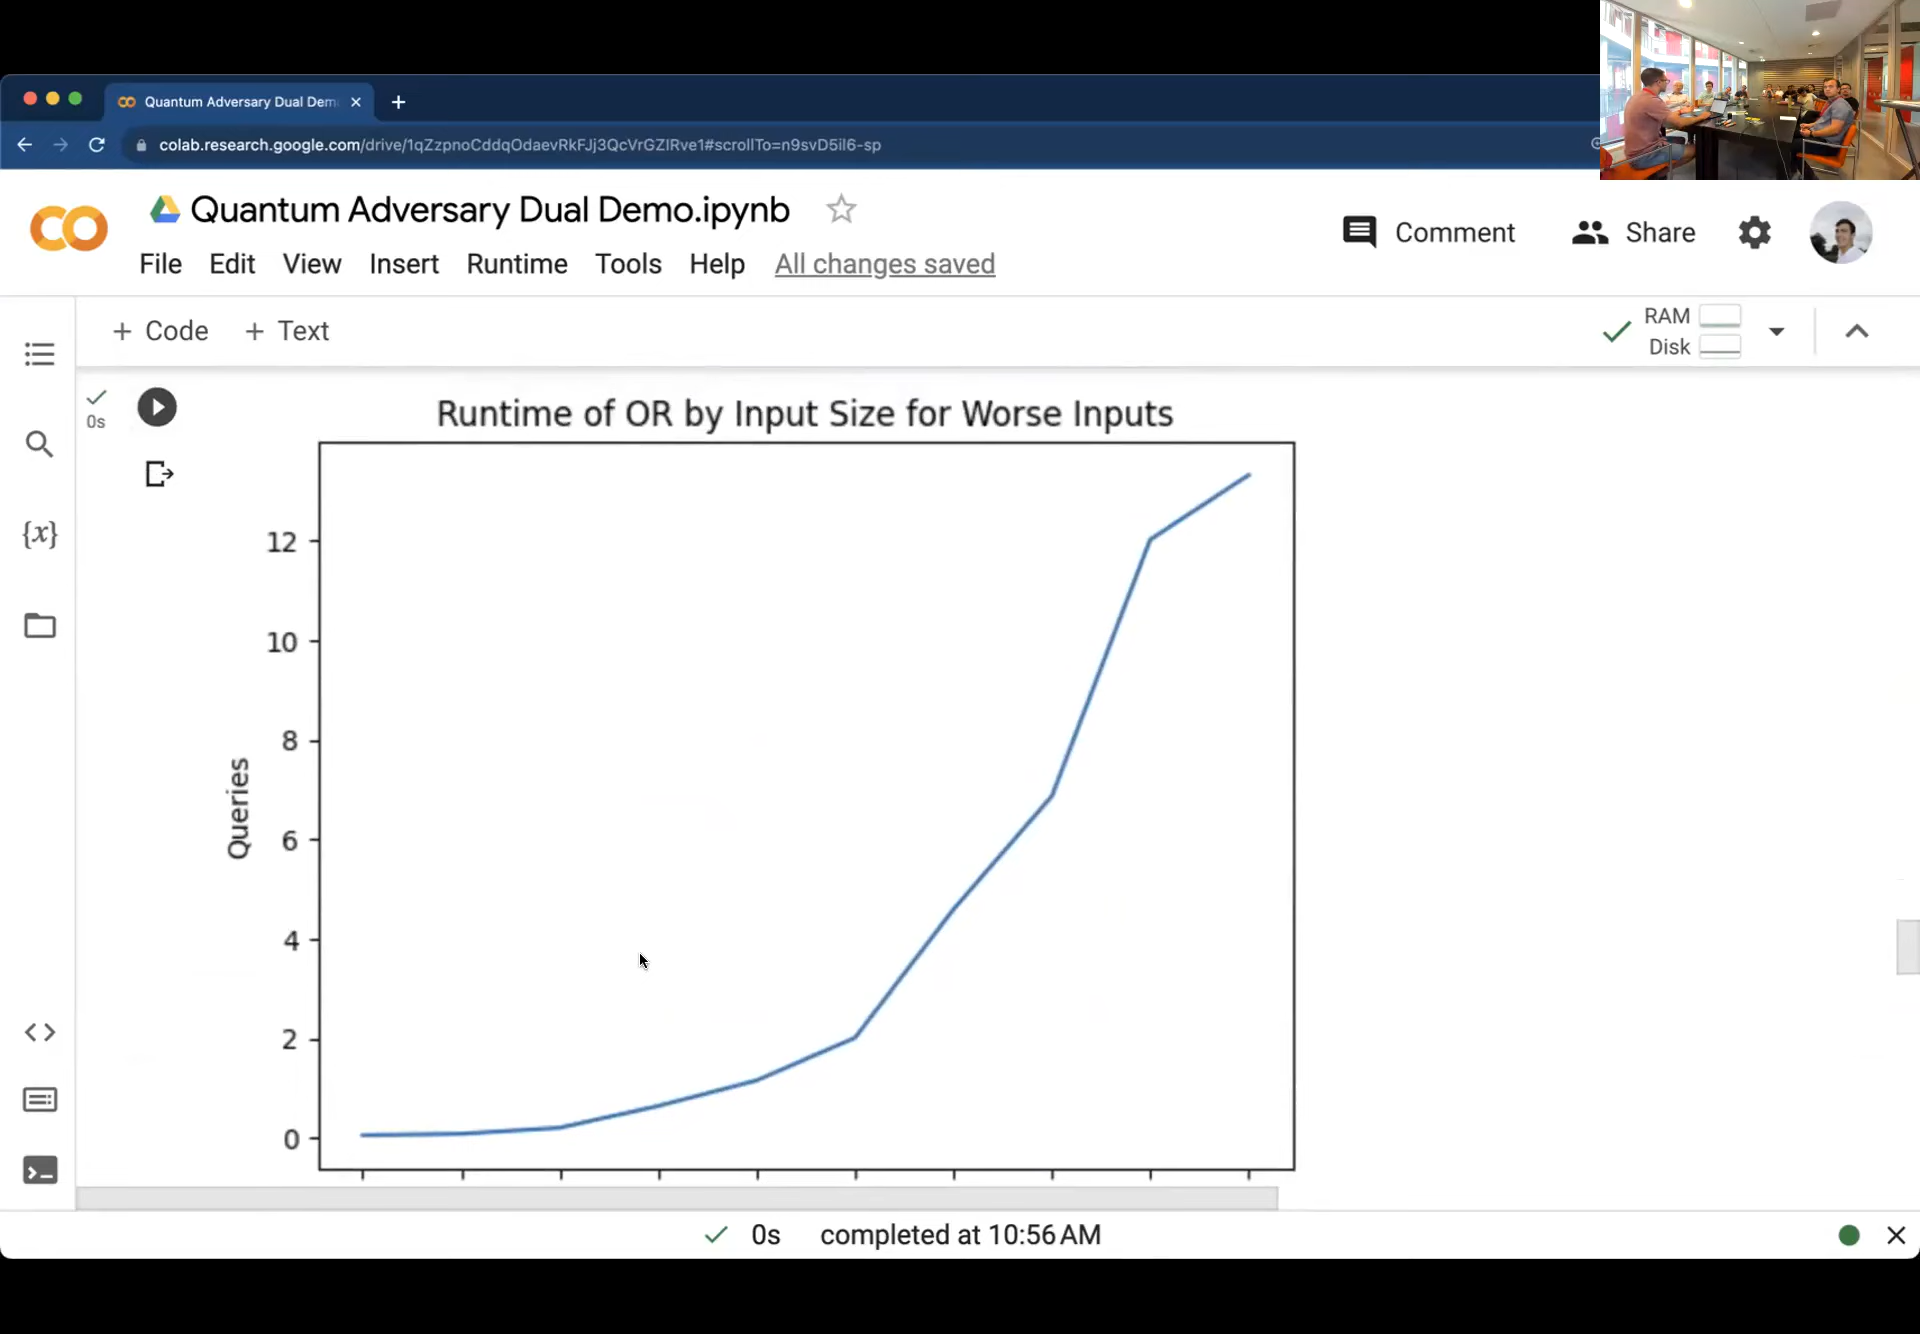 Quantum Adversary Dual Dem
colab.research.google.com/drive/1qZzpnoCddqOdaevRkFJj3QcVrGZlRve1#scrollTo=n9svD5il6-sp
Quantum Adversary Dual Demo.ipynb
Comment
Share
File Edit View Insert Runtime Tools Help All changes saved
+ Code + Text
RAM
Disk
0s
Runtime of OR by Input Size for Worse Inputs
12
10
8
6
4
2
0
Queries
{x}
0s completed at 10:56 AM